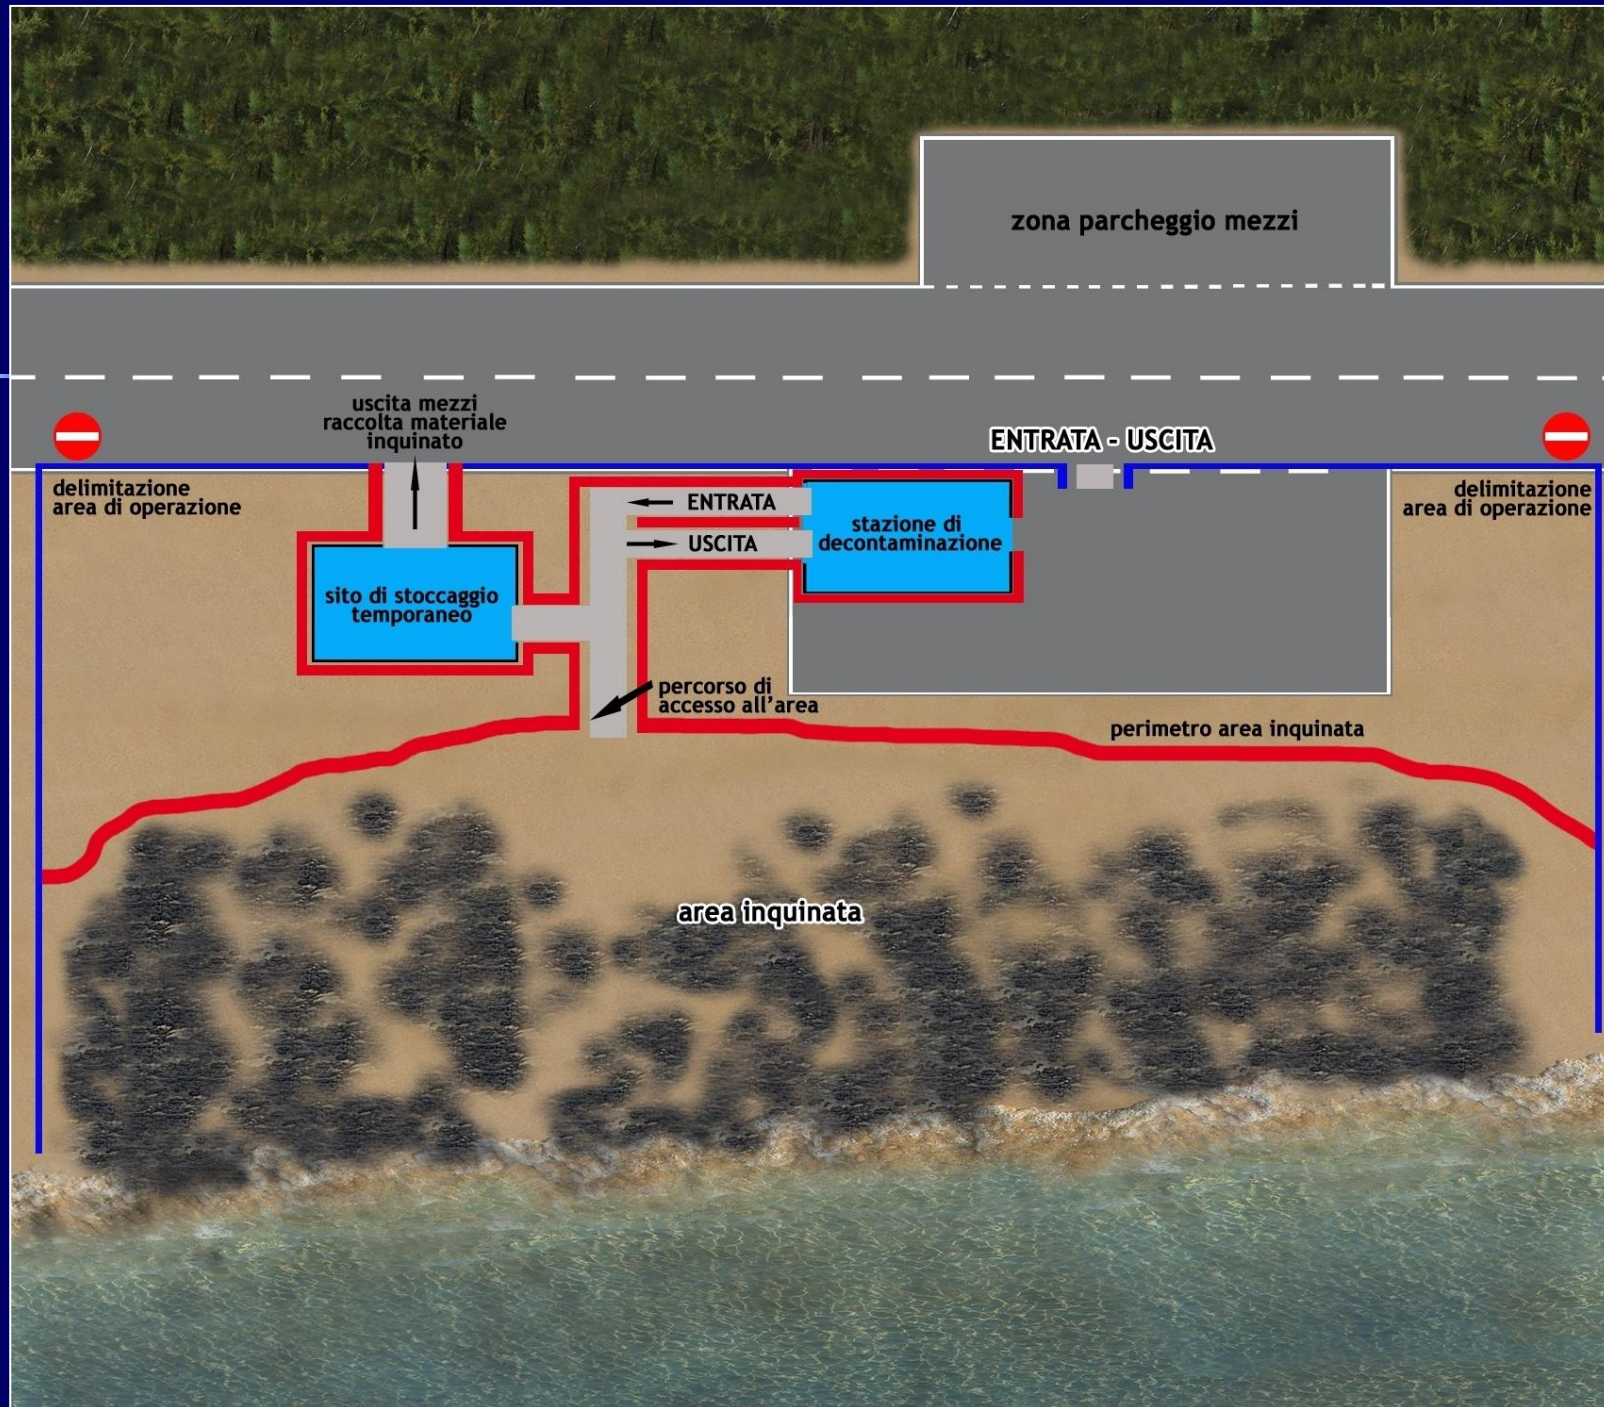 zona parcheggio mezzi
uscita mezzi
raccolta materiale
inquinato
ENTRATA - USCITA
delimitazione
area di operazione
delimitazione
area di operazione
ENTRATA
USCITA
stazione di
decontaminazione
sito di stoccaggio
temporaneo
percorso di
accesso all'area
perimetro area inquinata
area inquinata